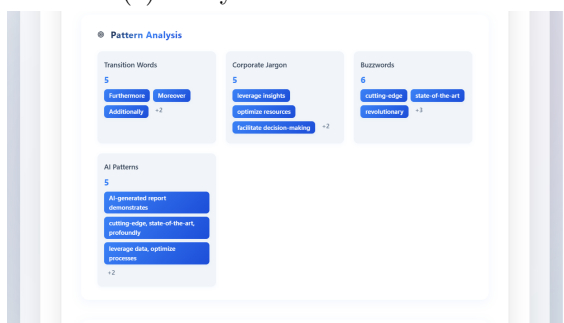 Pattern Analysis
Transition Words
5
Furthermore Moreover
Additionally +2
Corporate Jargon
5
leverage insights
optimize resources
facilitate decision-making +2
Buzzwords
6
cutting-edge state-of-the-art
revolutionary +3
AI Patterns
5
AI-generated report
demonstrates
cutting-edge, state-of-the-art,
profoundly
leverage data, optimize
processes
+2